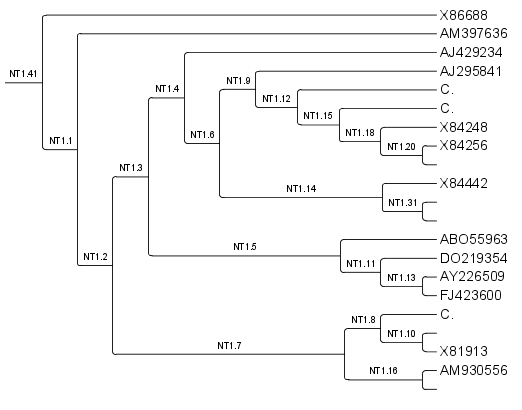 X86688
AM397636
NT1.41
AJ429234
NT1.4
AJ295841
NT1.9
C.
NT1.12
C.
NT1.15
X84248
NT1.18
NT1.1
NT1.6
X84256
NT1.20
NT1.3
X84442
NT1.14
NT1.31
ABO55963
NT1.5
NT1.2
DO219354
NT1.11
AY226509
NT1.13
FJ423600
C.
NT1.8
NT1.10
NT1.7
X81913
AM930556
NT1.16